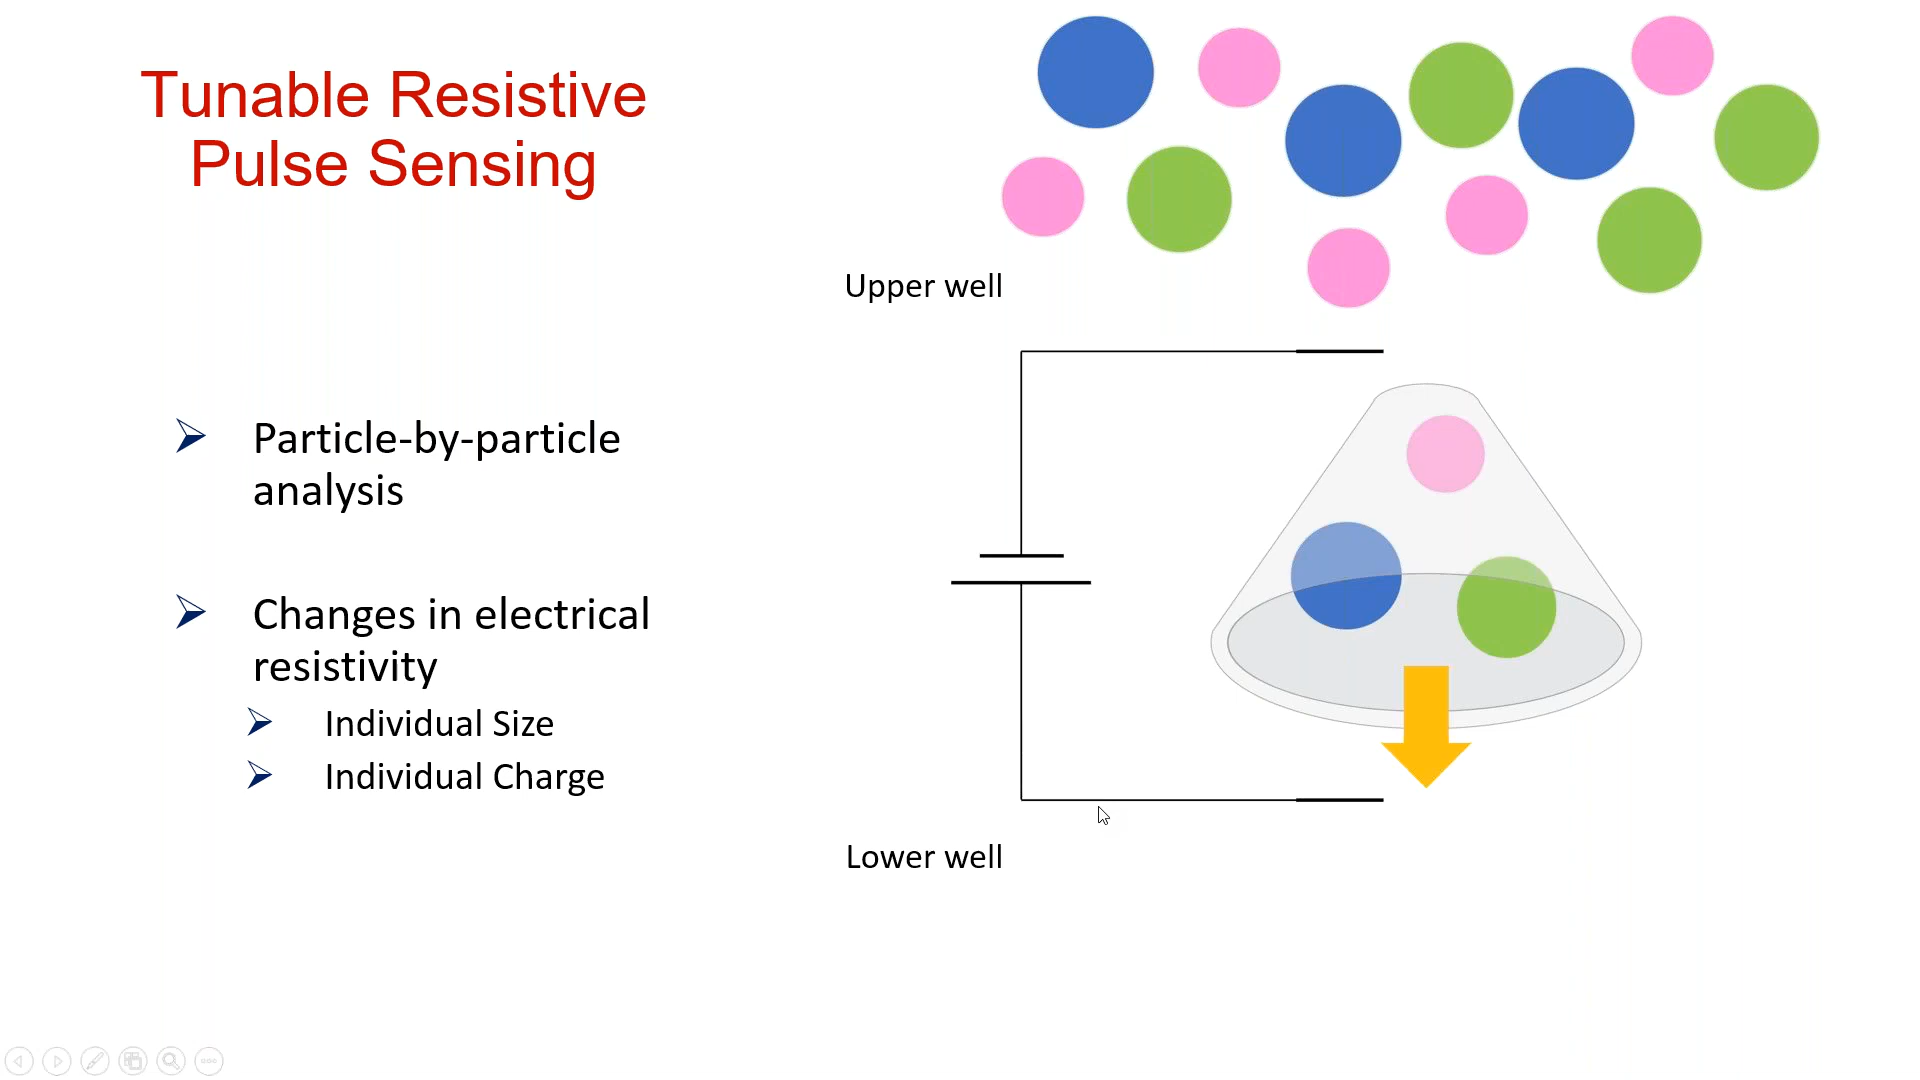 Tunable Resistive
Pulse Sensing
Particle-by-particle
analysis
Changes in electrical
resistivity
Individual Size
Individual Charge
Upper well
Lower well